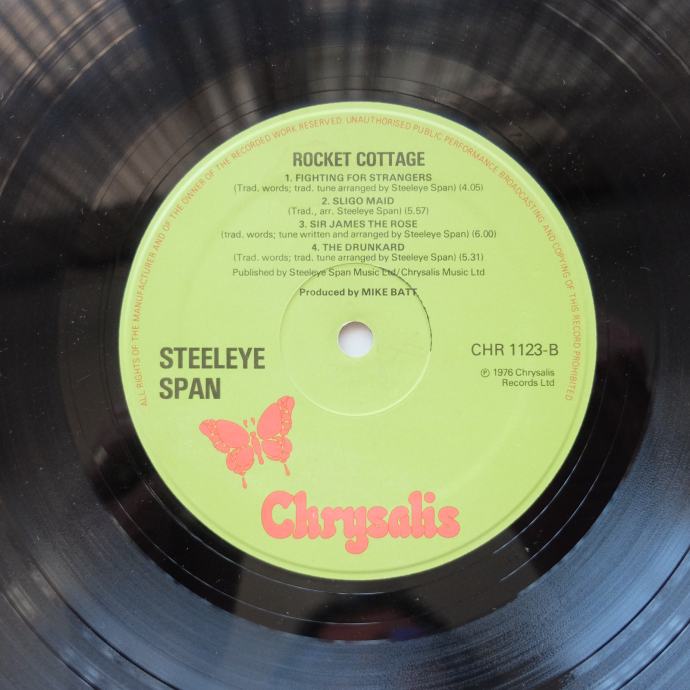 ALL RIGHTS OF THE MANUFACTURER AND OF THE OWNER OF THE RECORDED WORK RESERVED. UNAUTHORISED PUBLIC PERFORMANCE BROADCASTING AND COPYING OF THIS RECORD PROHIBITED
ROCKET COTTAGE
1. FIGHTING FOR STRANGERS
(Trad. words; trad. tune arranged by Steeleye Span) (4.05)
2. SLIGO MAID
(Trad., arr. Steeleye Span) (5.57)
3. SIR JAMES THE ROSE
(trad. words; tune written and arranged by Steeleye Span) (6.00)
4. THE DRUNKARD
(Trad. words; trad. tune arranged by Steeleye Span) (5.31)
Published by Steeleye Span Music Ltd/Chrysalis Music Ltd
Produced by MIKE BATT
STEELEYE
SPAN
CHR 1123-B
℗ 1976 Chrysalis
Records Ltd
Chrysalis